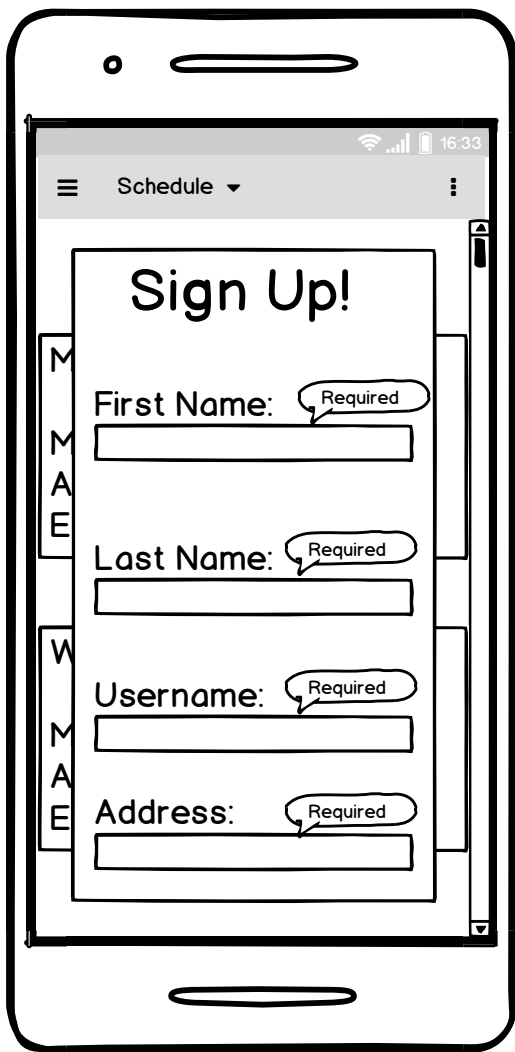 16:33
Schedule
Sign Up!
M
First Name: Required
M
A
E
Last Name: Required
W
Username: Required
M
A
Address: Required
E